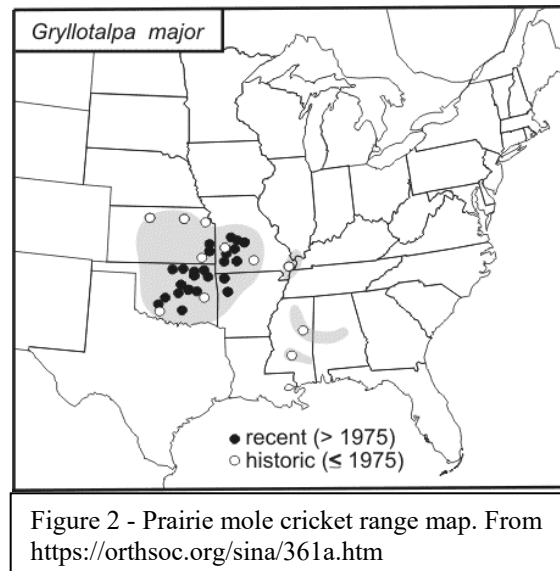 Gryllotalpa major
● recent (> 1975)
○ historic (≤ 1975)
Figure 2 - Prairie mole cricket range map. From
https://orthsoc.org/sina/361a.htm